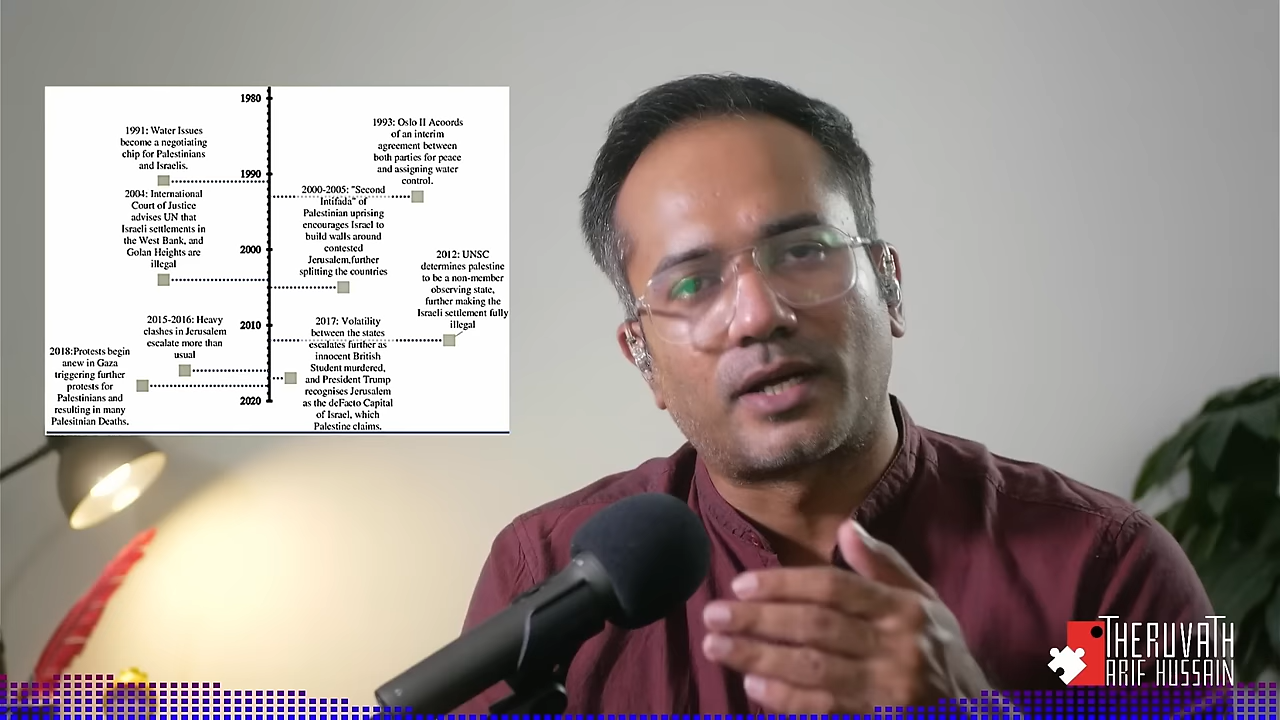 1980
1991: Water Issues
become a negotiating
chip for Palestinians
and Israelis.
1993: Oslo II Acoords
of an interim
agreement between
both parties for peace
and assigning water
control.
1990
2004: International
Court of Justice
advises UN that
Israeli settlements in
the West Bank, and
Golan Heights are
illegal
2000-2005: "Second
Intifada" of
Palestinian uprising
encourages Israel to
build walls around
contested
Jerusalem,further
splitting the countries
2000
2012: UNSC
determines palestine
to be a non-member
observing state,
further making the
Israeli settlement fully
illegal
2015-2016: Heavy
clashes in Jerusalem
escalate more than
usual
2010
2017: Volatility
between the states
escalates further as
innocent British
Student murdered,
and President Trump
recognises Jerusalem
as the deFacto Capital
of Israel, which
Palestine claims.
2018:Protests begin
anew in Gaza
triggering further
protests for
Palestinians and
resulting in many
Palesitnian Deaths.
2020
THERUVATH
ARIF HUSSAIN